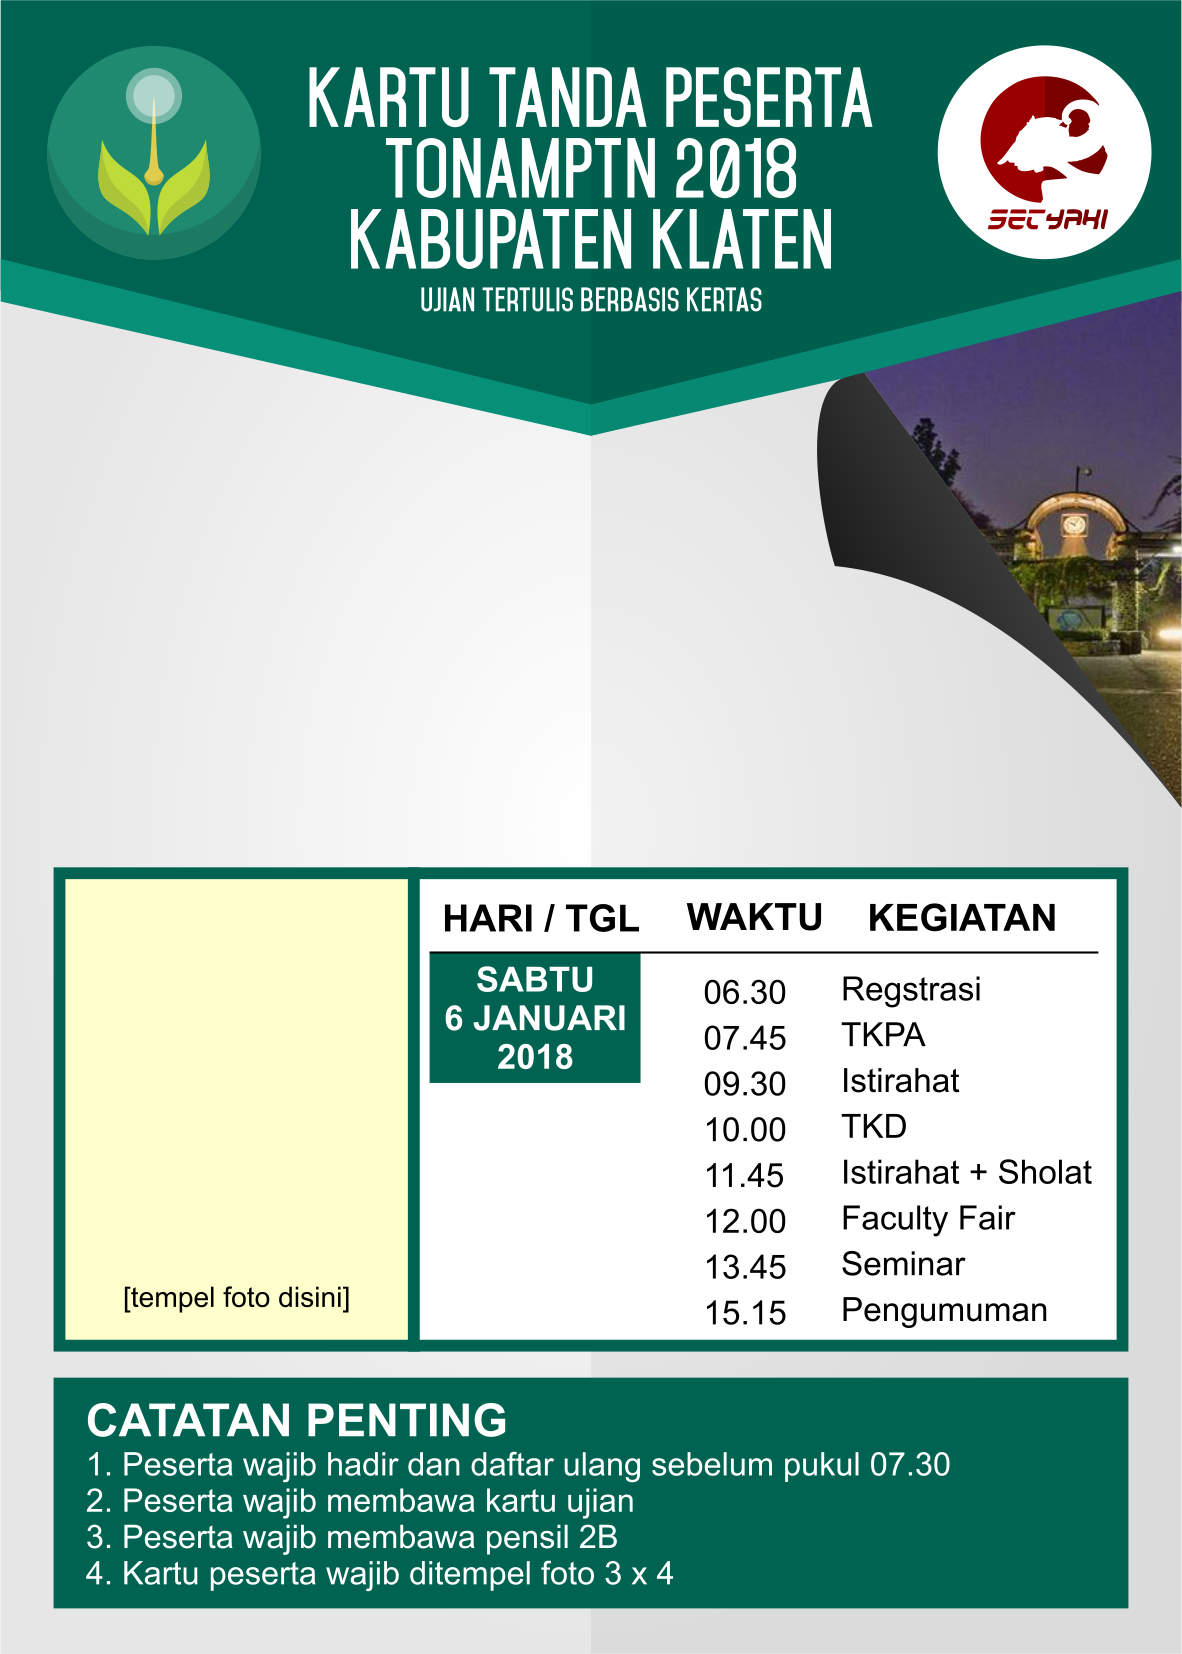 KARTU TANDA PESERTA
TONAMPTN 2018
KABUPATEN KLATEN
UJIAN TERTULIS BERBASIS KERTAS
SETYAKI
HARI / TGL WAKTU KEGIATAN
SABTU
6 JANUARI
2018
06.30 Regstrasi
07.45 TKPA
09.30 Istirahat
10.00 TKD
11.45 Istirahat + Sholat
12.00 Faculty Fair
13.45 Seminar
15.15 Pengumuman
[tempel foto disini]
CATATAN PENTING
1. Peserta wajib hadir dan daftar ulang sebelum pukul 07.30
2. Peserta wajib membawa kartu ujian
3. Peserta wajib membawa pensil 2B
4. Kartu peserta wajib ditempel foto 3 x 4